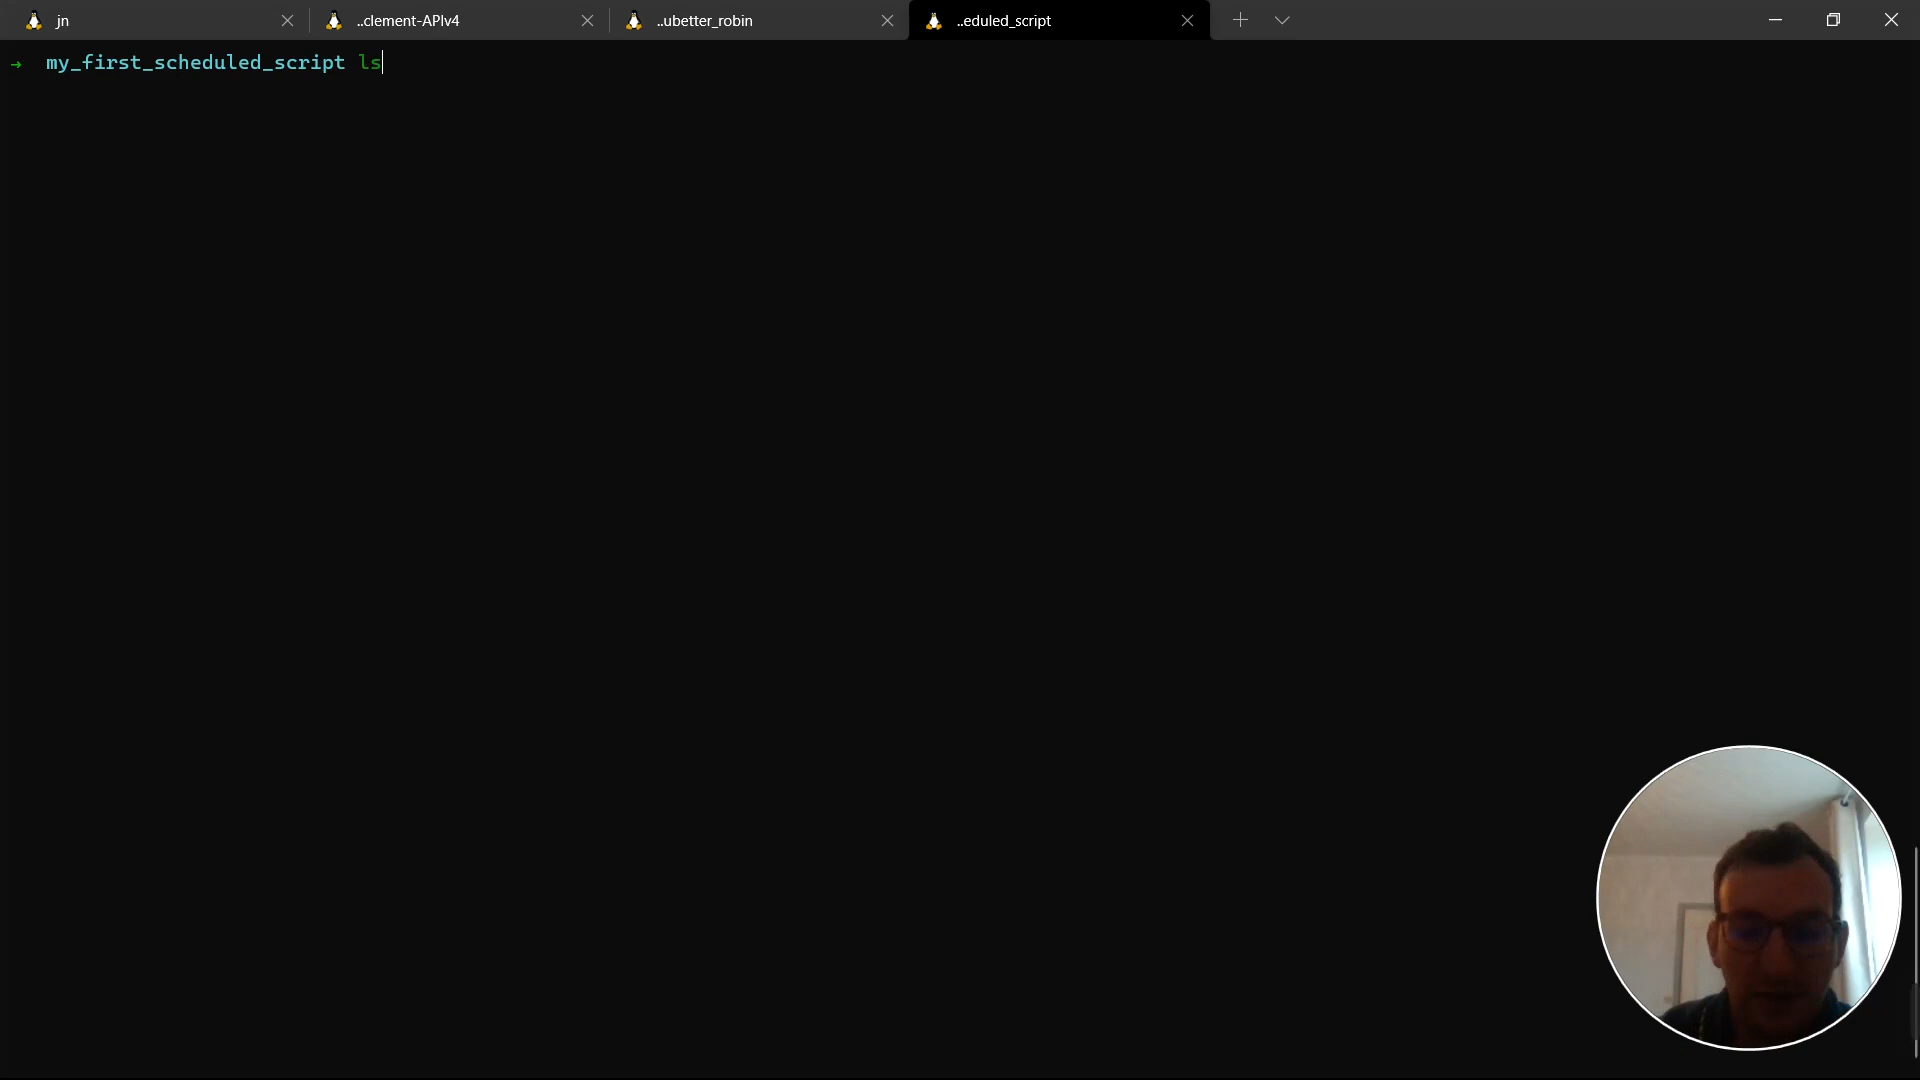 jn
..clement-APIv4
..ubetter_robin
..eduled_script
→ my_first_scheduled_script ls